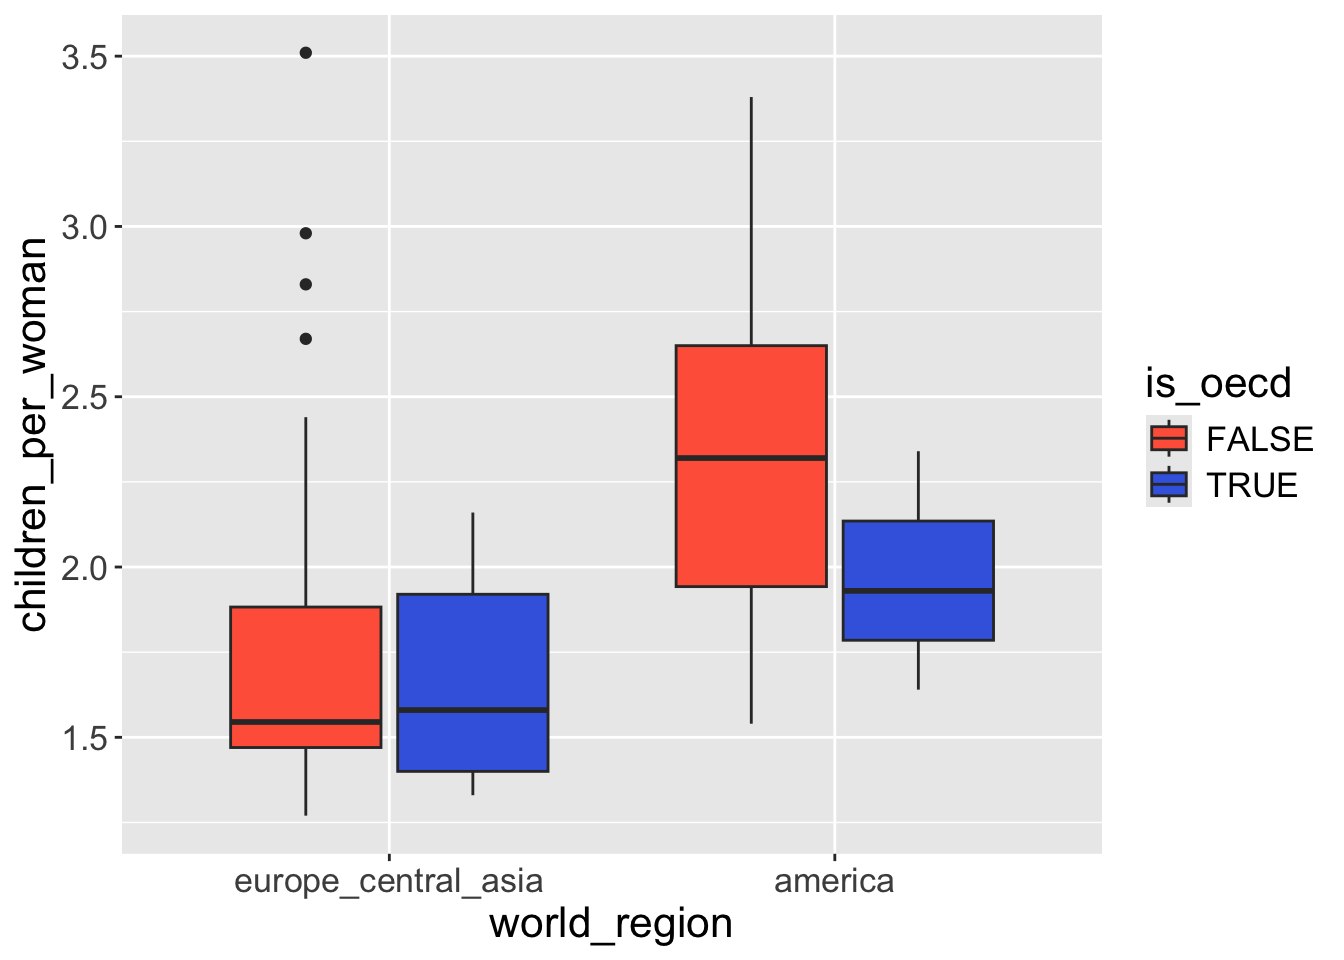 children_per_woman
3.5
3.0
2.5
2.0
1.5
europe_central_asia
america
world_region
is_oecd
FALSE
TRUE